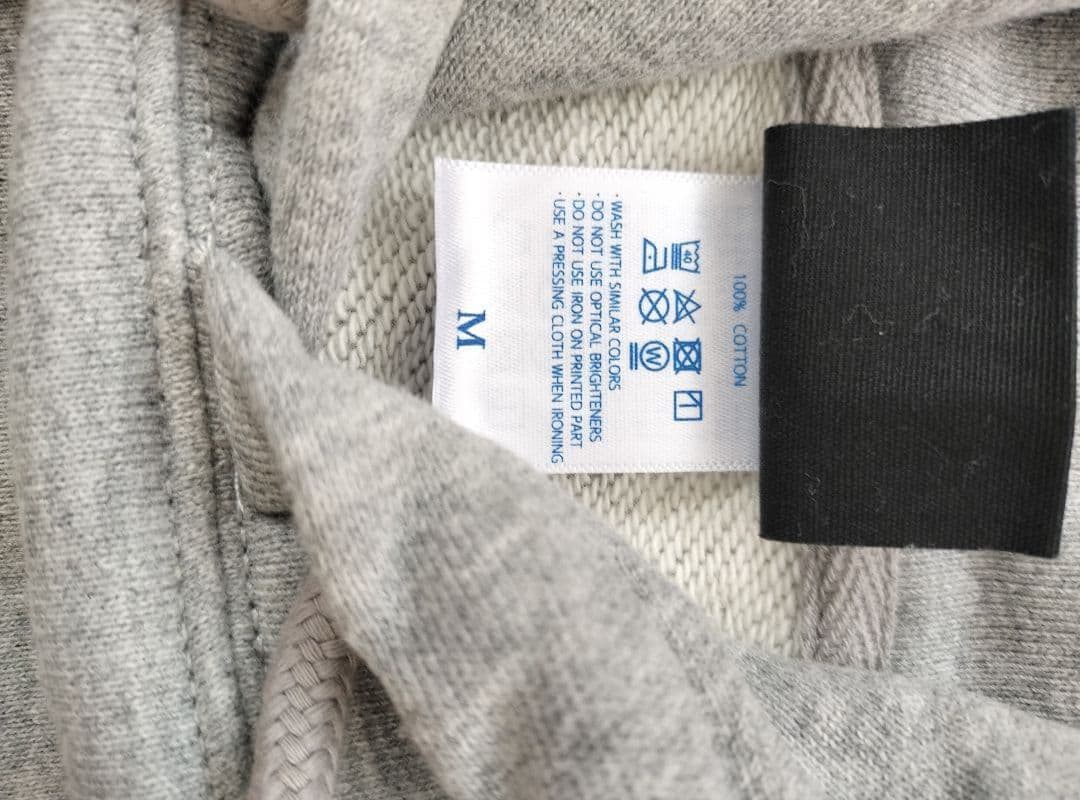 100% COTTON
40
W
· WASH WITH SIMILAR COLORS
· DO NOT USE OPTICAL BRIGHTENERS
· DO NOT USE IRON ON PRINTED PART
· USE A PRESSING CLOTH WHEN IRONING
M